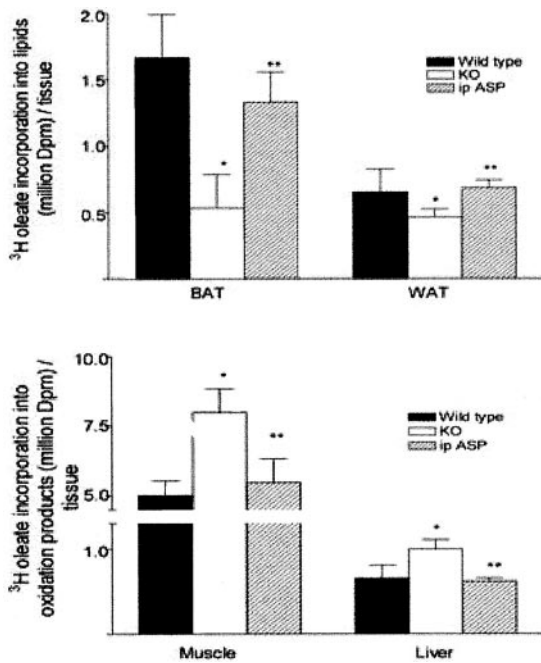 ³H oleate incorporation into lipids
(million Dpm) / tissue
2.0
1.5
1.0
0.5
Wild type
KO
ip ASP
*
**
*
**
BAT
WAT
³H oleate incorporation into
oxidation products (million Dpm) /
tissue
10.0
7.5
5.0
1.0
Wild type
KO
ip ASP
*
**
*
**
Muscle
Liver